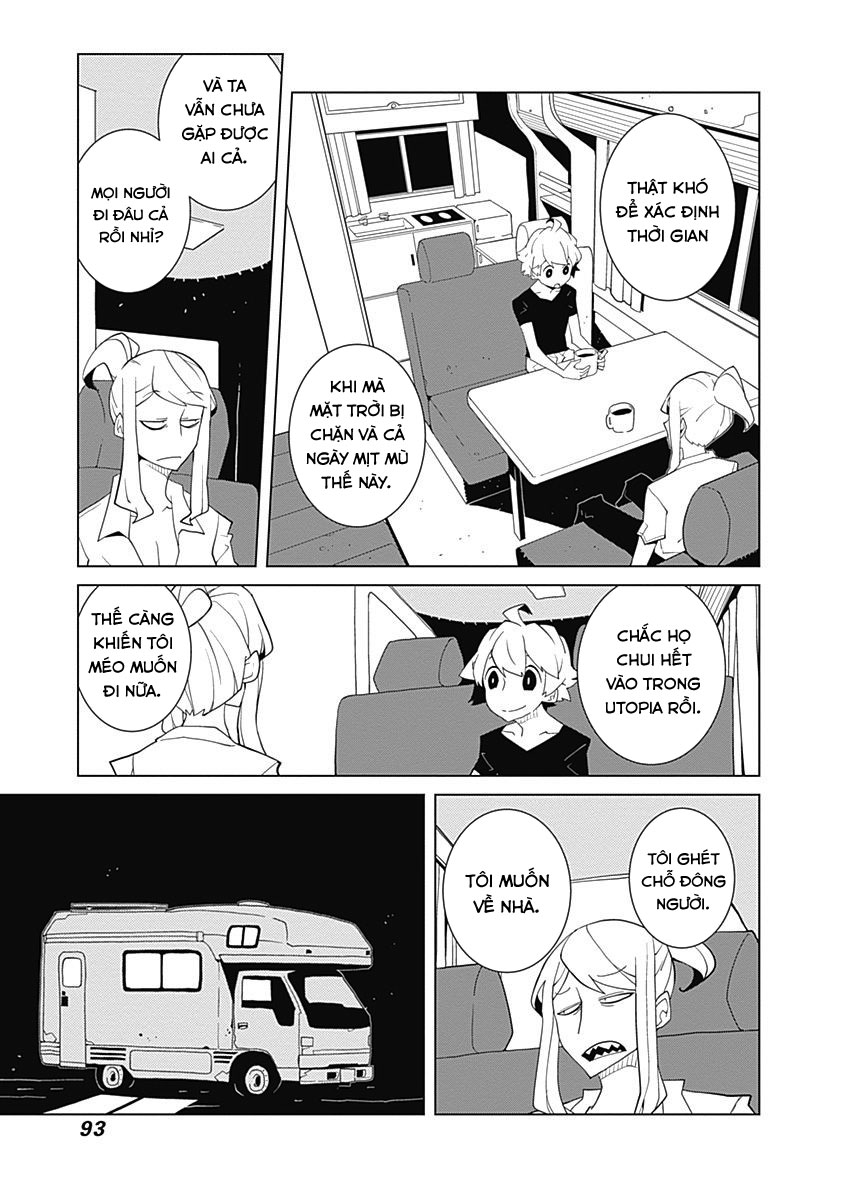 THẬT KHÓ
ĐỂ XÁC ĐỊNH
THỜI GIAN
KHI MÀ
MẶT TRỜI BỊ
CHẶN VÀ CẢ
NGÀY MỊT MÙ
THẾ NÀY.
VÀ TA
VẪN CHƯA
GẶP ĐƯỢC
AI CẢ.
MỌI NGƯỜI
ĐI ĐÂU CẢ
RỒI NHỈ?
CHẮC HỌ
CHUI HẾT
VÀO TRONG
UTOPIA RỒI.
THẾ CÀNG
KHIẾN TÔI
MÉO MUỐN
ĐI NỮA.
TÔI GHÉT
CHỖ ĐÔNG
NGƯỜI.
TÔI MUỐN
VỀ NHÀ.
93